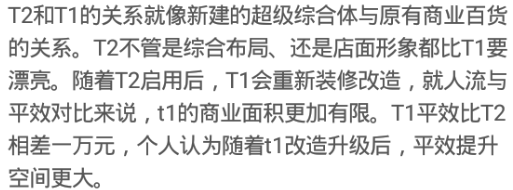 T2和T1的关系就像新建的超级综合体与原有商业百货
的关系。T2不管是综合布局、还是店面形象都比T1要
漂亮。随着T2启用后，T1会重新装修改造，就人流与
平效对比来说，t1的商业面积更加有限。T1平效比T2
相差一万元，个人认为随着t1改造升级后，平效提升
空间更大。